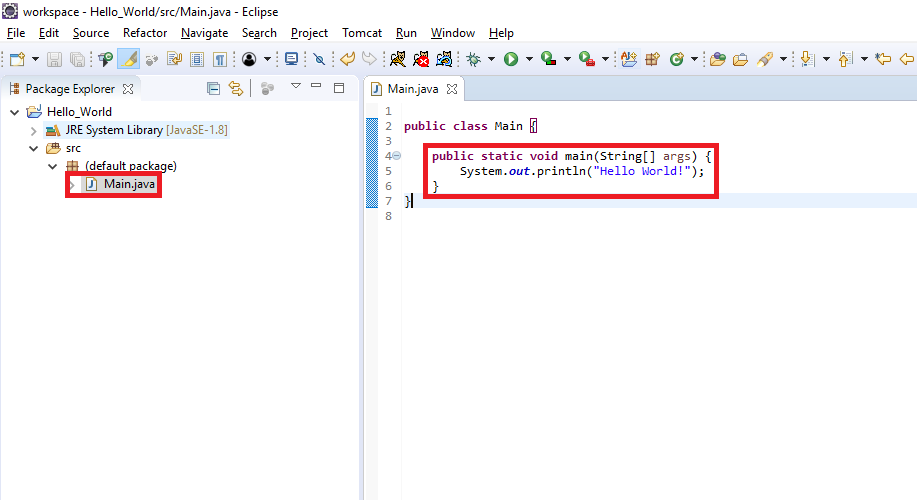 workspace - Hello_World/src/Main.java - Eclipse
File Edit Source Refactor Navigate Search Project Tomcat Run Window Help
Package Explorer
Hello_World
JRE System Library [JavaSE-1.8]
src
(default package)
Main.java
Main.java
1
2 public class Main {
3
4 public static void main(String[] args) {
5 System.out.println("Hello World!");
6 }
7 }
8